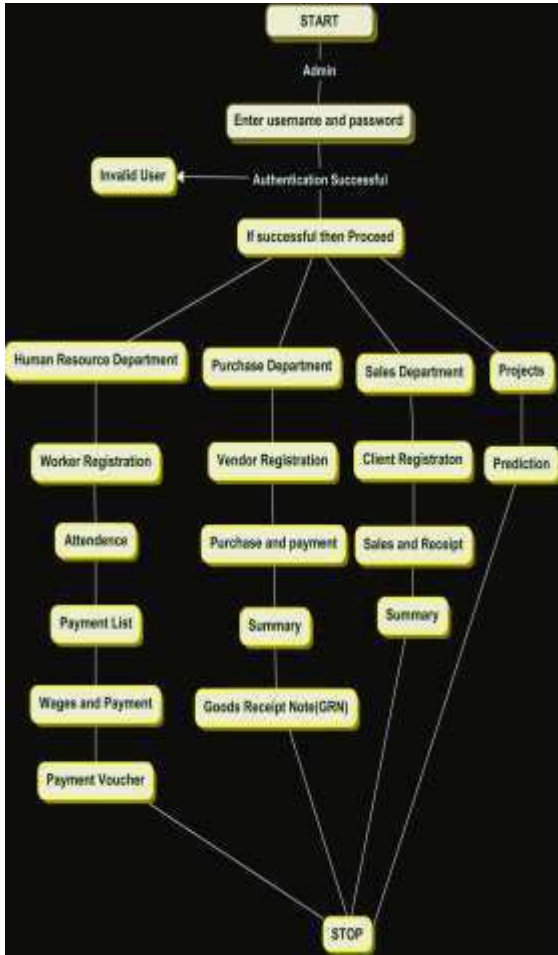 START
Admin
Enter username and password
Invalid User
Authentication Successful
If successful then Proceed
Human Resource Department
Purchase Department
Sales Department
Projects
Worker Registration
Vendor Registration
Client Registraton
Prediction
Attendence
Purchase and payment
Sales and Receipt
Payment List
Summary
Summary
Wages and Payment
Goods Receipt Note(GRN)
Payment Voucher
STOP